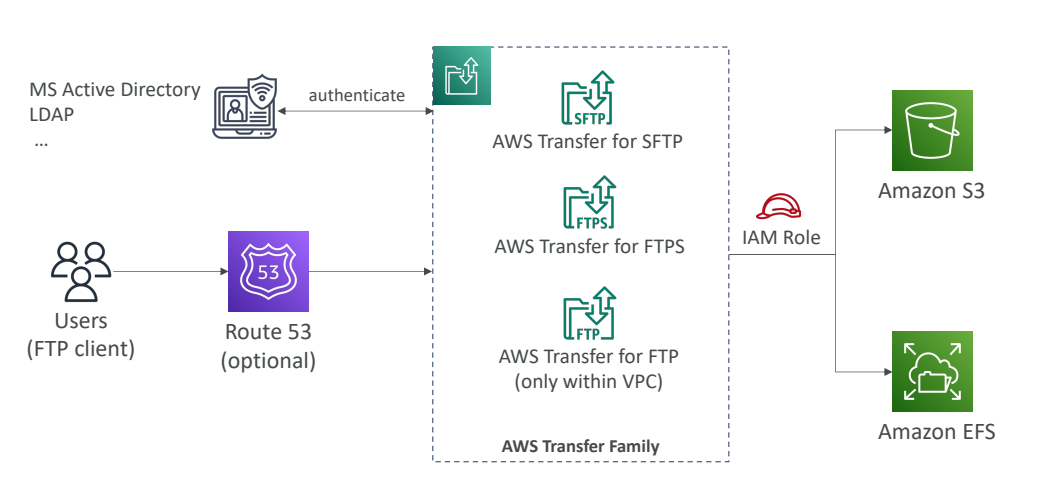 MS Active Directory
LDAP
...
authenticate
SFTP
AWS Transfer for SFTP
FTPS
AWS Transfer for FTPS
FTP
AWS Transfer for FTP
(only within VPC)
AWS Transfer Family
Users
(FTP client)
53
Route 53
(optional)
IAM Role
Amazon S3
Amazon EFS